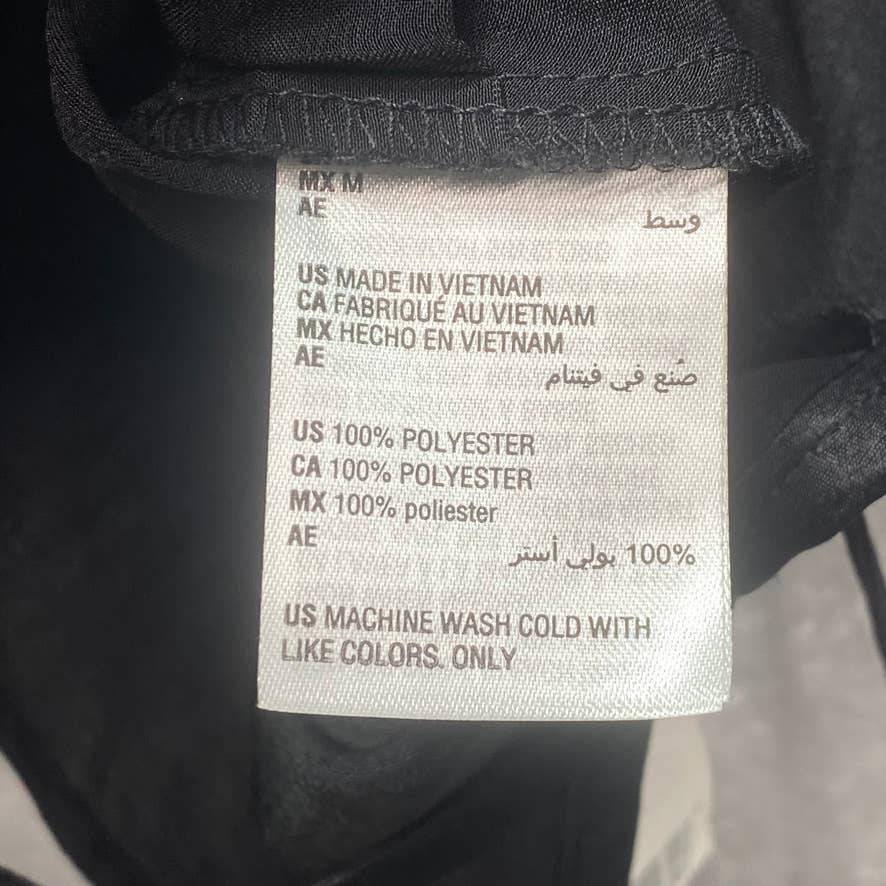 MX M
AE
وسط
US MADE IN VIETNAM
CA FABRIQUÉ AU VIETNAM
MX HECHO EN VIETNAM
AE
صُنع في فيتنام
US 100% POLYESTER
CA 100% POLYESTER
MX 100% poliester
AE
100% بولي أستر
US MACHINE WASH COLD WITH
LIKE COLORS. ONLY